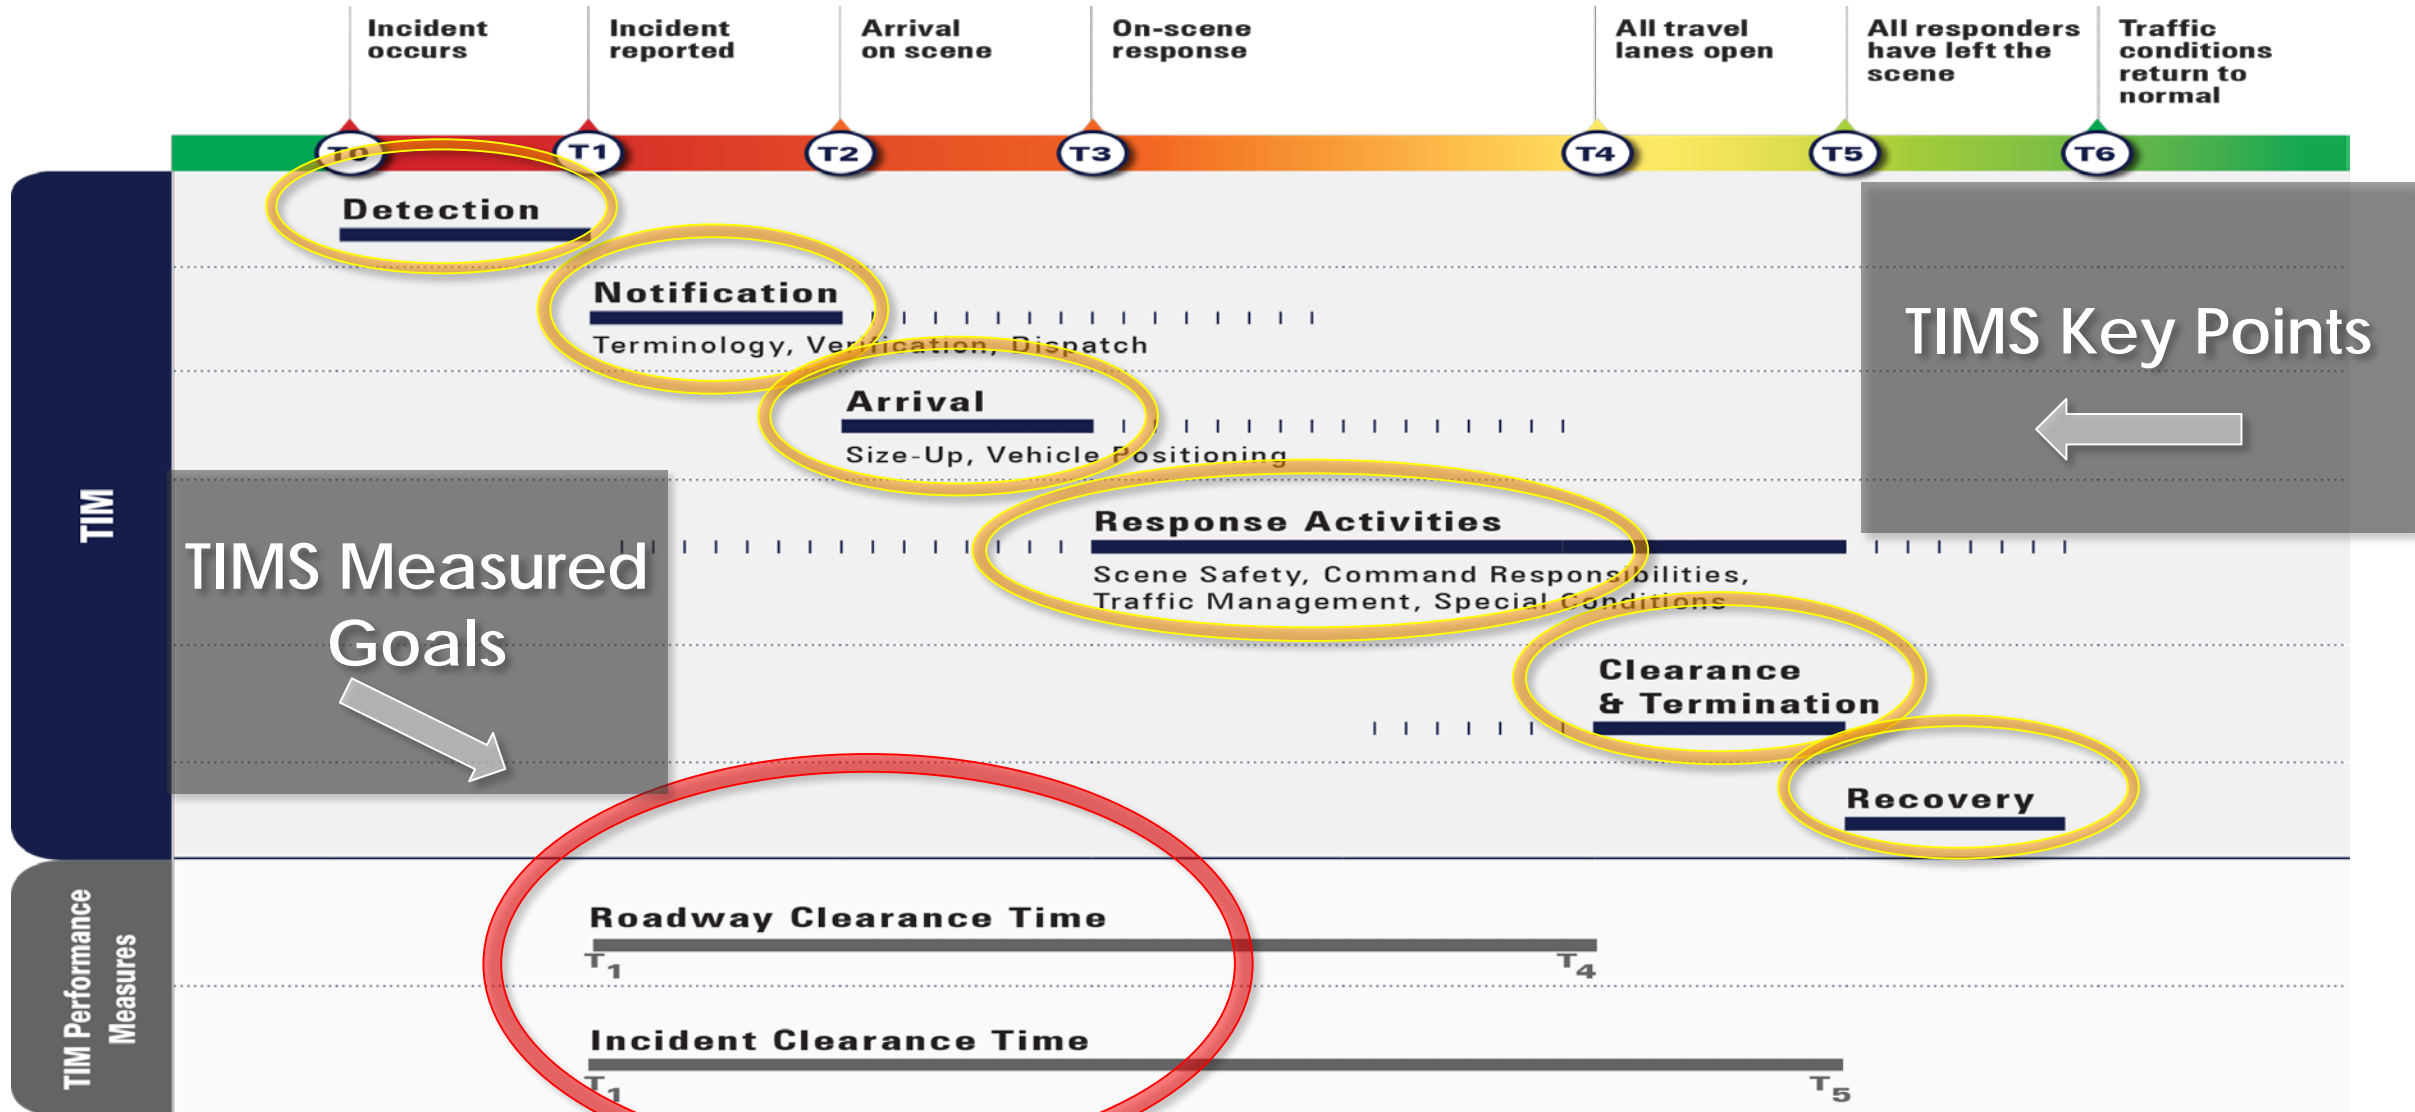 Incident
occurs
Incident
reported
Arrival
on scene
On-scene
response
All travel
lanes open
All responders
have left the
scene
Traffic
conditions
return to
normal
T0
T1
T2
T3
T4
T5
T6
Detection
Notification
Terminology, Verification, Dispatch
TIMS Key Points
Arrival
Size-Up, Vehicle Positioning
TIM
Response Activities
Scene Safety, Command Responsibilities,
Traffic Management, Special Conditions
TIMS Measured
Goals
Clearance
& Termination
Recovery
TIM Performance
Measures
Roadway Clearance Time
T1
T4
Incident Clearance Time
T1
T5